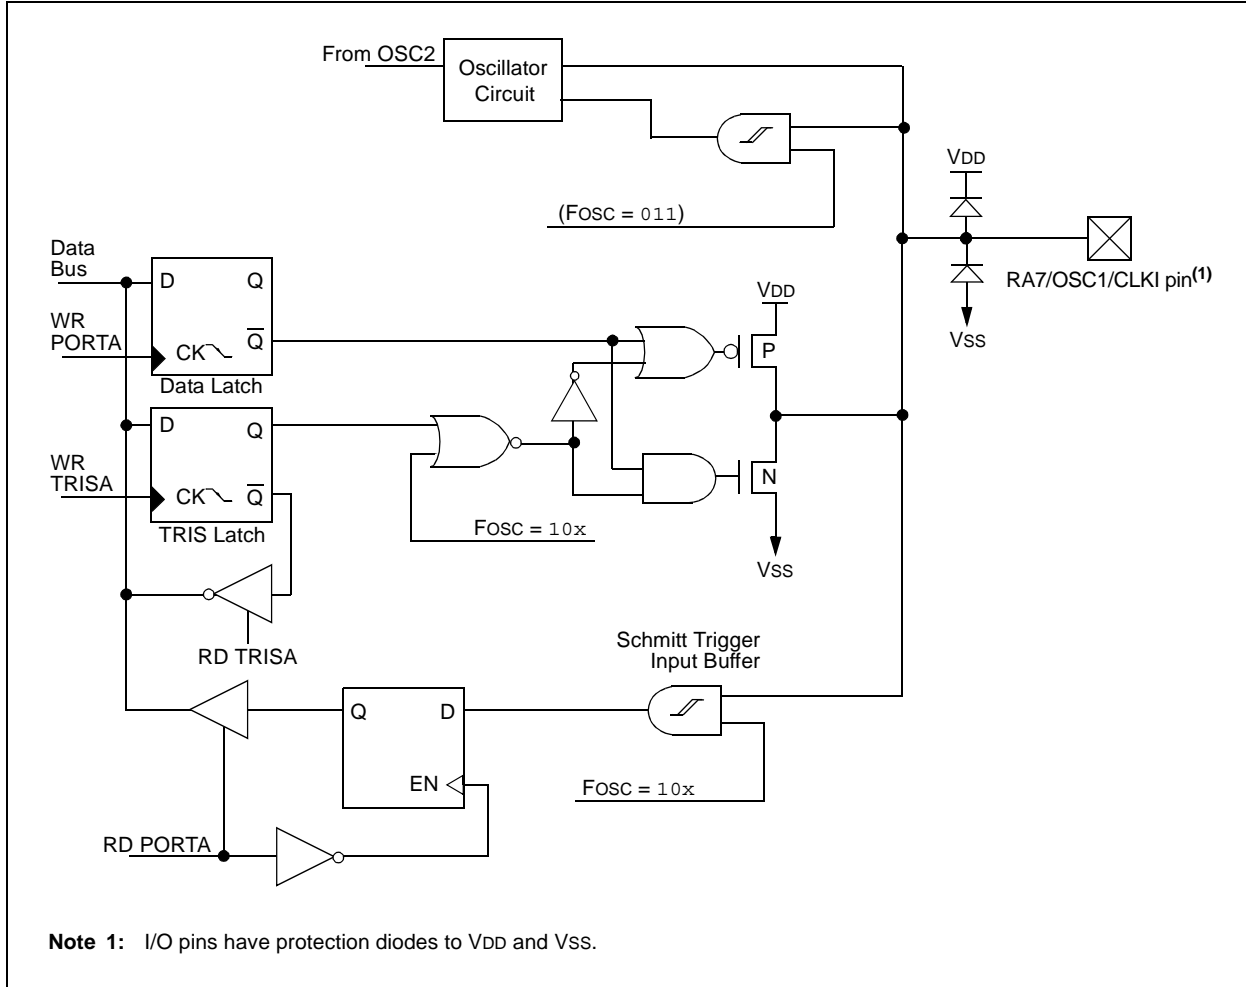 From OSC2
Oscillator
Circuit
(FOSC = 011)
VDD
RA7/OSC1/CLKI pin(1)
VSS
Data
Bus
D
Q
WR
PORTA
CK
Q
Data Latch
VDD
P
D
Q
WR
TRISA
CK
Q
TRIS Latch
FOSC = 10x
N
VSS
RD TRISA
Schmitt Trigger
Input Buffer
Q
D
EN
FOSC = 10x
RD PORTA
Note 1: I/O pins have protection diodes to VDD and VSS.